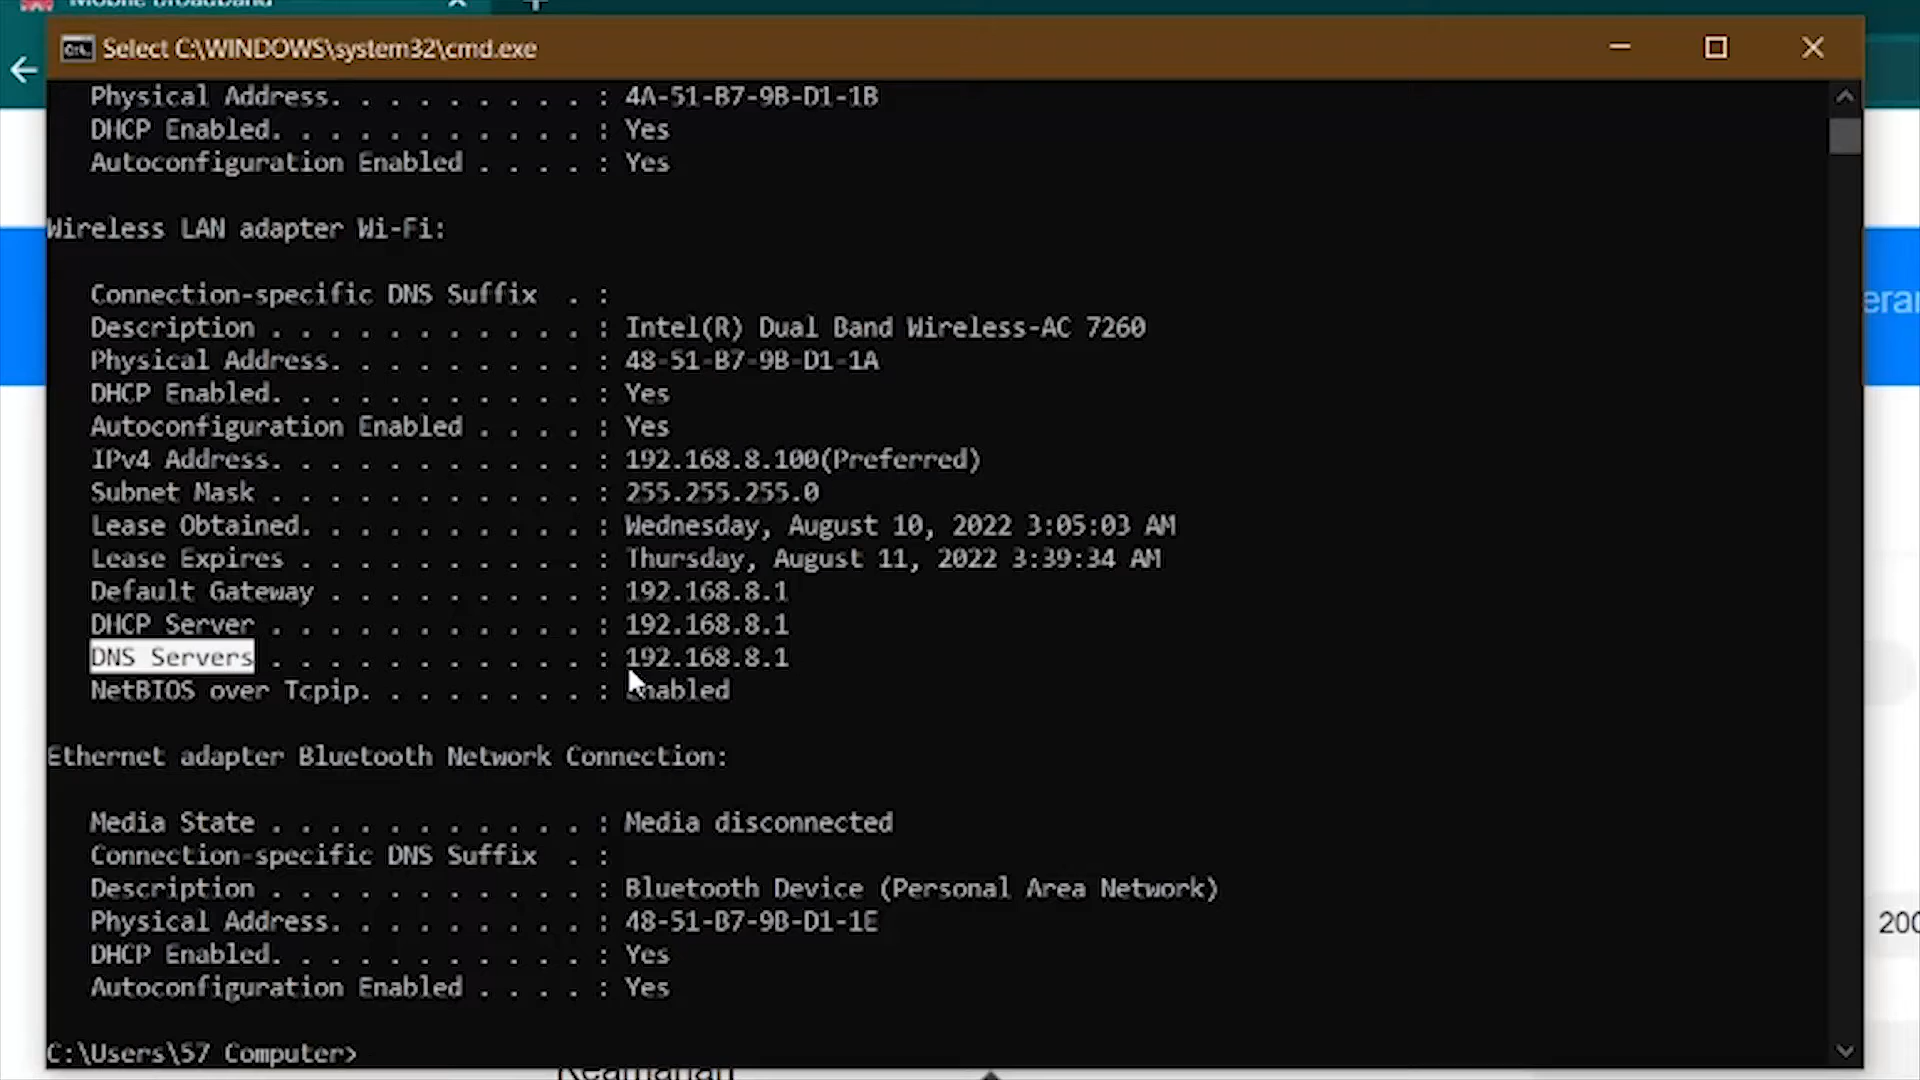 Mobile broadband
Select C:\WINDOWS\system32\cmd.exe
Physical Address. . . . . . . . . : 4A-51-B7-9B-D1-1B
DHCP Enabled. . . . . . . . . . . : Yes
Autoconfiguration Enabled . . . . : Yes
Wireless LAN adapter Wi-Fi:
Connection-specific DNS Suffix  . :
Description . . . . . . . . . . . : Intel(R) Dual Band Wireless-AC 7260
Physical Address. . . . . . . . . : 48-51-B7-9B-D1-1A
DHCP Enabled. . . . . . . . . . . : Yes
Autoconfiguration Enabled . . . . : Yes
IPv4 Address. . . . . . . . . . . : 192.168.8.100(Preferred)
Subnet Mask . . . . . . . . . . . : 255.255.255.0
Lease Obtained. . . . . . . . . . : Wednesday, August 10, 2022 3:05:03 AM
Lease Expires . . . . . . . . . . : Thursday, August 11, 2022 3:39:34 AM
Default Gateway . . . . . . . . . : 192.168.8.1
DHCP Server . . . . . . . . . . . : 192.168.8.1
DNS Servers . . . . . . . . . . . : 192.168.8.1
NetBIOS over Tcpip. . . . . . . . : Enabled
Ethernet adapter Bluetooth Network Connection:
Media State . . . . . . . . . . . : Media disconnected
Connection-specific DNS Suffix  . :
Description . . . . . . . . . . . : Bluetooth Device (Personal Area Network)
Physical Address. . . . . . . . . : 48-51-B7-9B-D1-1E
DHCP Enabled. . . . . . . . . . . : Yes
Autoconfiguration Enabled . . . . : Yes
C:\Users\57 Computer>
Keamanan